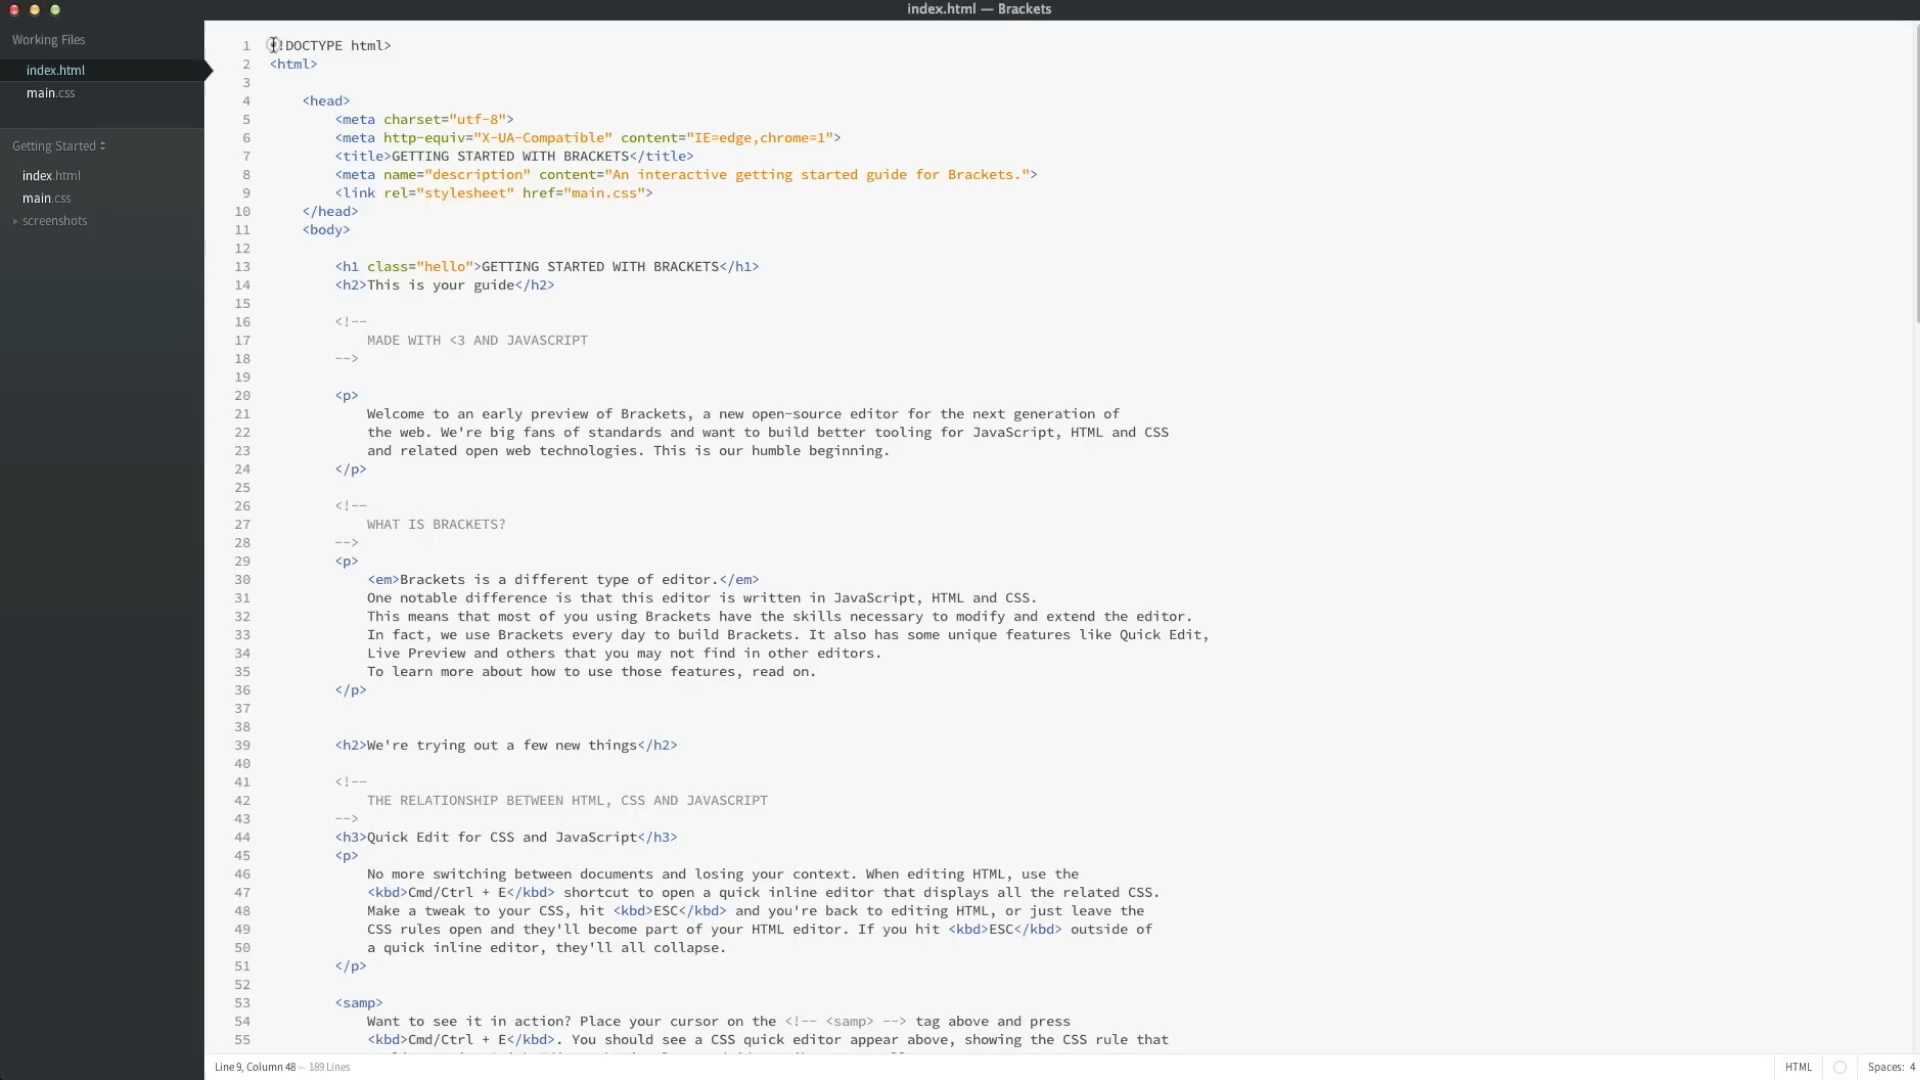 index.html — Brackets
Working Files
index.html
main.css
Getting Started
index.html
main.css
screenshots
1 <!DOCTYPE html>
2 <html>
3
4 <head>
5 <meta charset="utf-8">
6 <meta http-equiv="X-UA-Compatible" content="IE=edge,chrome=1">
7 <title>GETTING STARTED WITH BRACKETS</title>
8 <meta name="description" content="An interactive getting started guide for Brackets.">
9 <link rel="stylesheet" href="main.css">
10 </head>
11 <body>
12
13 <h1 class="hello">GETTING STARTED WITH BRACKETS</h1>
14 <h2>This is your guide</h2>
15
16 <!--
17 MADE WITH <3 AND JAVASCRIPT
18 -->
19
20 <p>
21 Welcome to an early preview of Brackets, a new open-source editor for the next generation of
22 the web. We're big fans of standards and want to build better tooling for JavaScript, HTML and CSS
23 and related open web technologies. This is our humble beginning.
24 </p>
25
26 <!--
27 WHAT IS BRACKETS?
28 -->
29 <p>
30 <em>Brackets is a different type of editor.</em>
31 One notable difference is that this editor is written in JavaScript, HTML and CSS.
32 This means that most of you using Brackets have the skills necessary to modify and extend the editor.
33 In fact, we use Brackets every day to build Brackets. It also has some unique features like Quick Edit,
34 Live Preview and others that you may not find in other editors.
35 To learn more about how to use those features, read on.
36 </p>
37
38
39 <h2>We're trying out a few new things</h2>
40
41 <!--
42 THE RELATIONSHIP BETWEEN HTML, CSS AND JAVASCRIPT
43 -->
44 <h3>Quick Edit for CSS and JavaScript</h3>
45 <p>
46 No more switching between documents and losing your context. When editing HTML, use the
47 <kbd>Cmd/Ctrl + E</kbd> shortcut to open a quick inline editor that displays all the related CSS.
48 Make a tweak to your CSS, hit <kbd>ESC</kbd> and you're back to editing HTML, or just leave the
49 CSS rules open and they'll become part of your HTML editor. If you hit <kbd>ESC</kbd> outside of
50 a quick inline editor, they'll all collapse.
51 </p>
52
53 <samp>
54 Want to see it in action? Place your cursor on the <!-- <samp> --> tag above and press
55 <kbd>Cmd/Ctrl + E</kbd>. You should see a CSS quick editor appear above, showing the CSS rule that
Line 9, Column 48 — 189 Lines
HTML
Spaces: 4